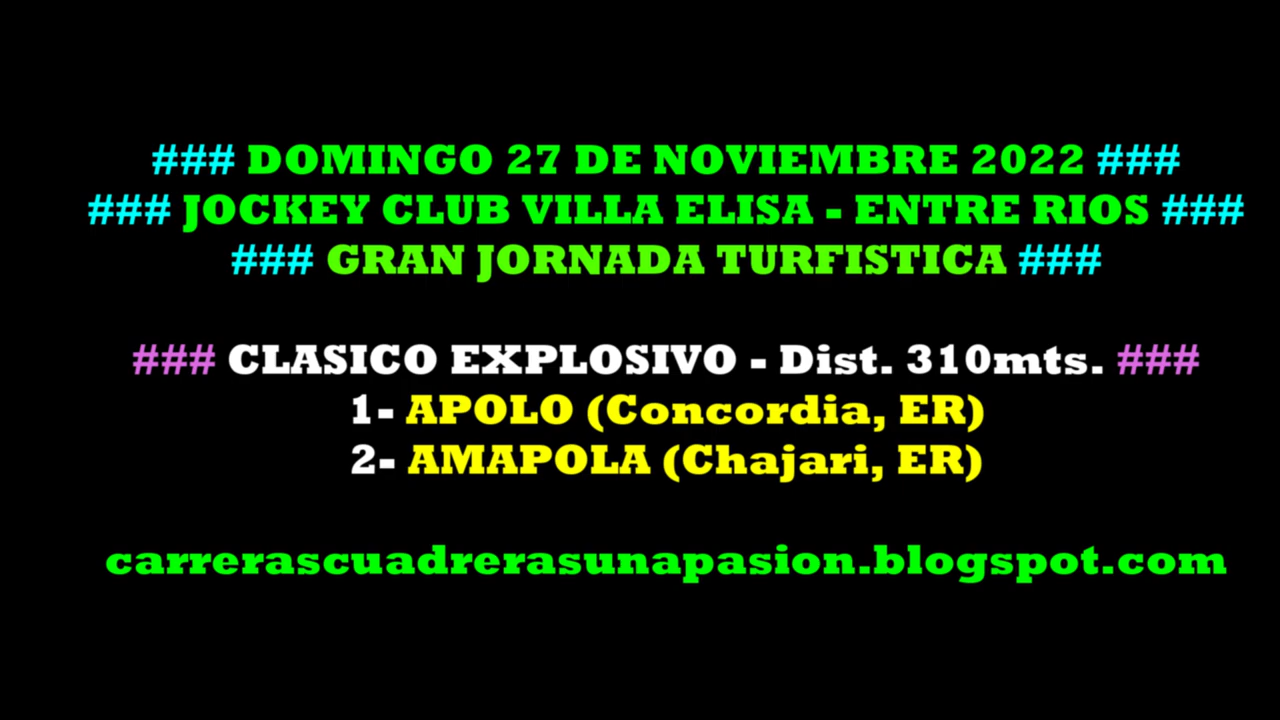 ### DOMINGO 27 DE NOVIEMBRE 2022 ###
### JOCKEY CLUB VILLA ELISA - ENTRE RIOS ###
### GRAN JORNADA TURFISTICA ###
### CLASICO EXPLOSIVO - Dist. 310mts. ###
1- APOLO (Concordia, ER)
2- AMAPOLA (Chajari, ER)
carrerascuadrerasunapasion.blogspot.com